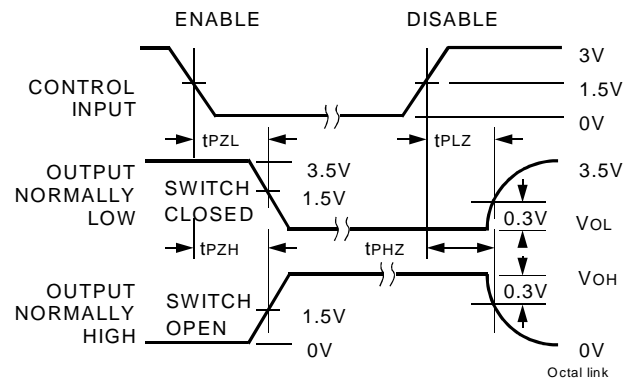 ENABLE DISABLE
3V
CONTROL INPUT
1.5V
0V
tPZL tPLZ
OUTPUT NORMALLY LOW
SWITCH CLOSED
3.5V
1.5V
3.5V
0.3V
VOL
tPZH tPHZ
OUTPUT NORMALLY HIGH
SWITCH OPEN
1.5V
0V
VOH
0.3V
0V
Octal link